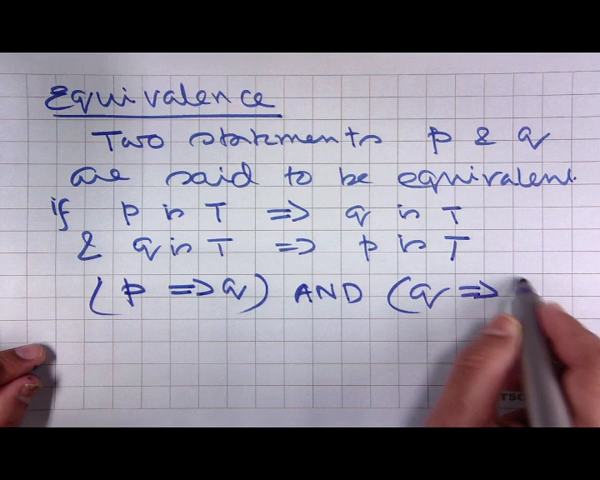 Equivalence
Two statements p & q
are said to be equivalent.
if p is T => q is T
& q is T => p is T
(p => q) AND (q =>